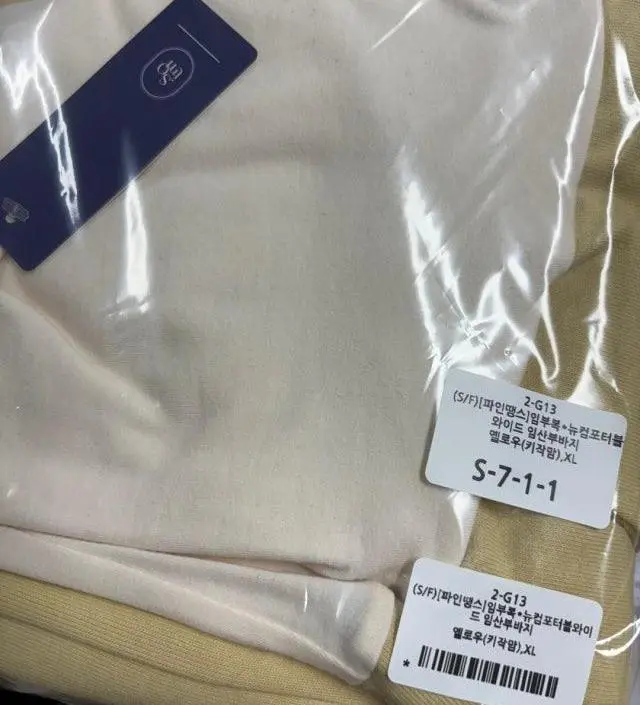 2-G13
(S/F)[파인땡스]임부복*뉴컴포터블
와이드 임산부바지
옐로우(키작맘),XL
S-7-1-1
2-G13
(S/F)[파인땡스]임부복*뉴컴포터블와이
드 임산부바지
옐로우(키작맘),XL
*